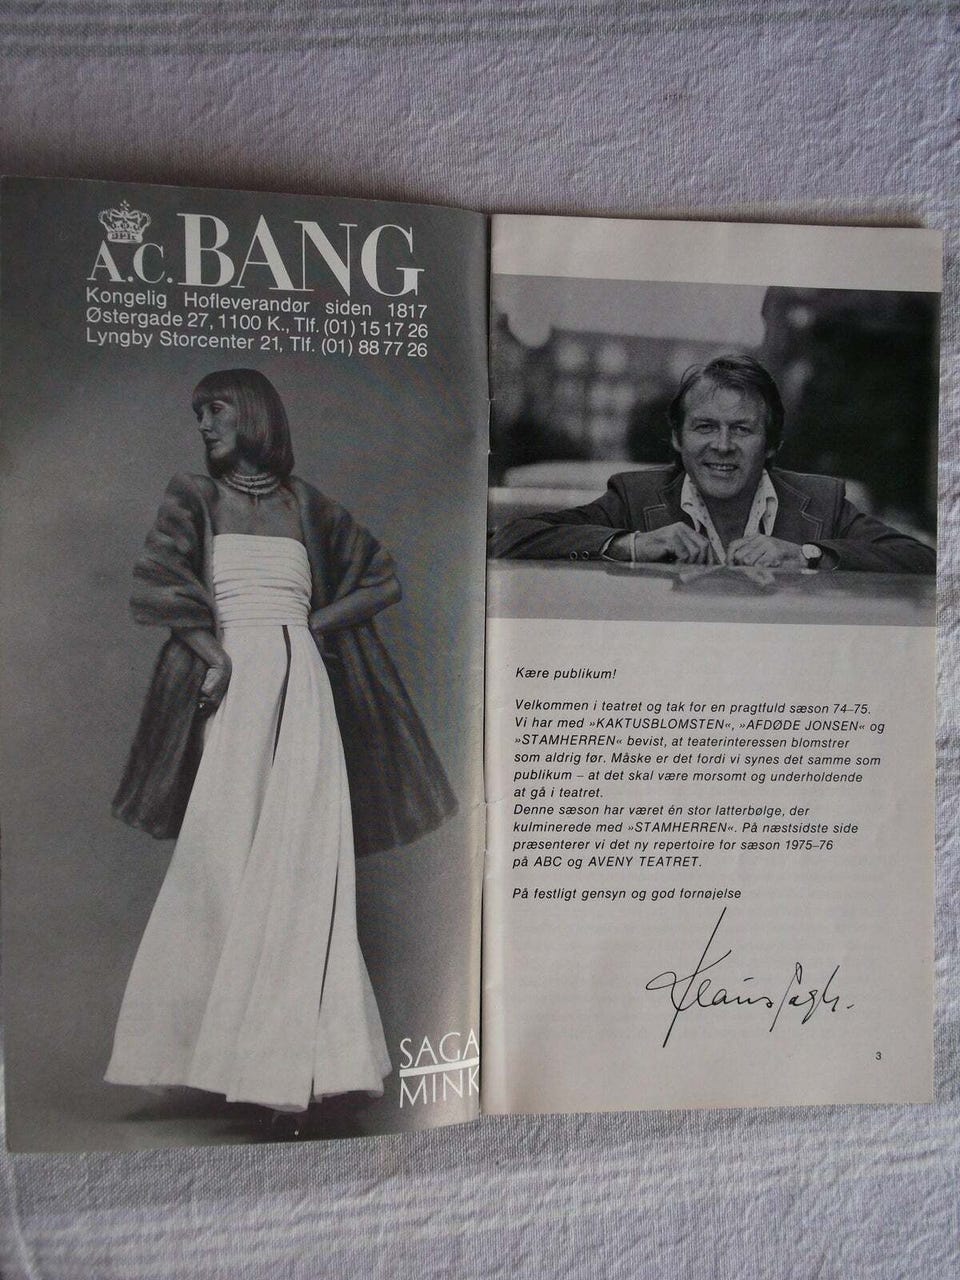 A.C. BANG
Kongelig Hofleverandør siden 1817
Østergade 27, 1100 K., Tlf. (01) 15 17 26
Lyngby Storcenter 21, Tlf. (01) 88 77 26
SAGA
MINK
Kære publikum!
Velkommen i teatret og tak for en pragtfuld sæson 74–75.
Vi har med »KAKTUSBLOMSTEN«, »AFDØDE JONSEN« og
»STAMHERREN« bevist, at teaterinteressen blomstrer
som aldrig før. Måske er det fordi vi synes det samme som
publikum – at det skal være morsomt og underholdende
at gå i teatret.
Denne sæson har været én stor latterbølge, der
kulminerede med »STAMHERREN«. På næstsidste side
præsenterer vi det ny repertoire for sæson 1975–76
på ABC og AVENY TEATRET.
På festligt gensyn og god fornøjelse
Klaus Pagh.
3